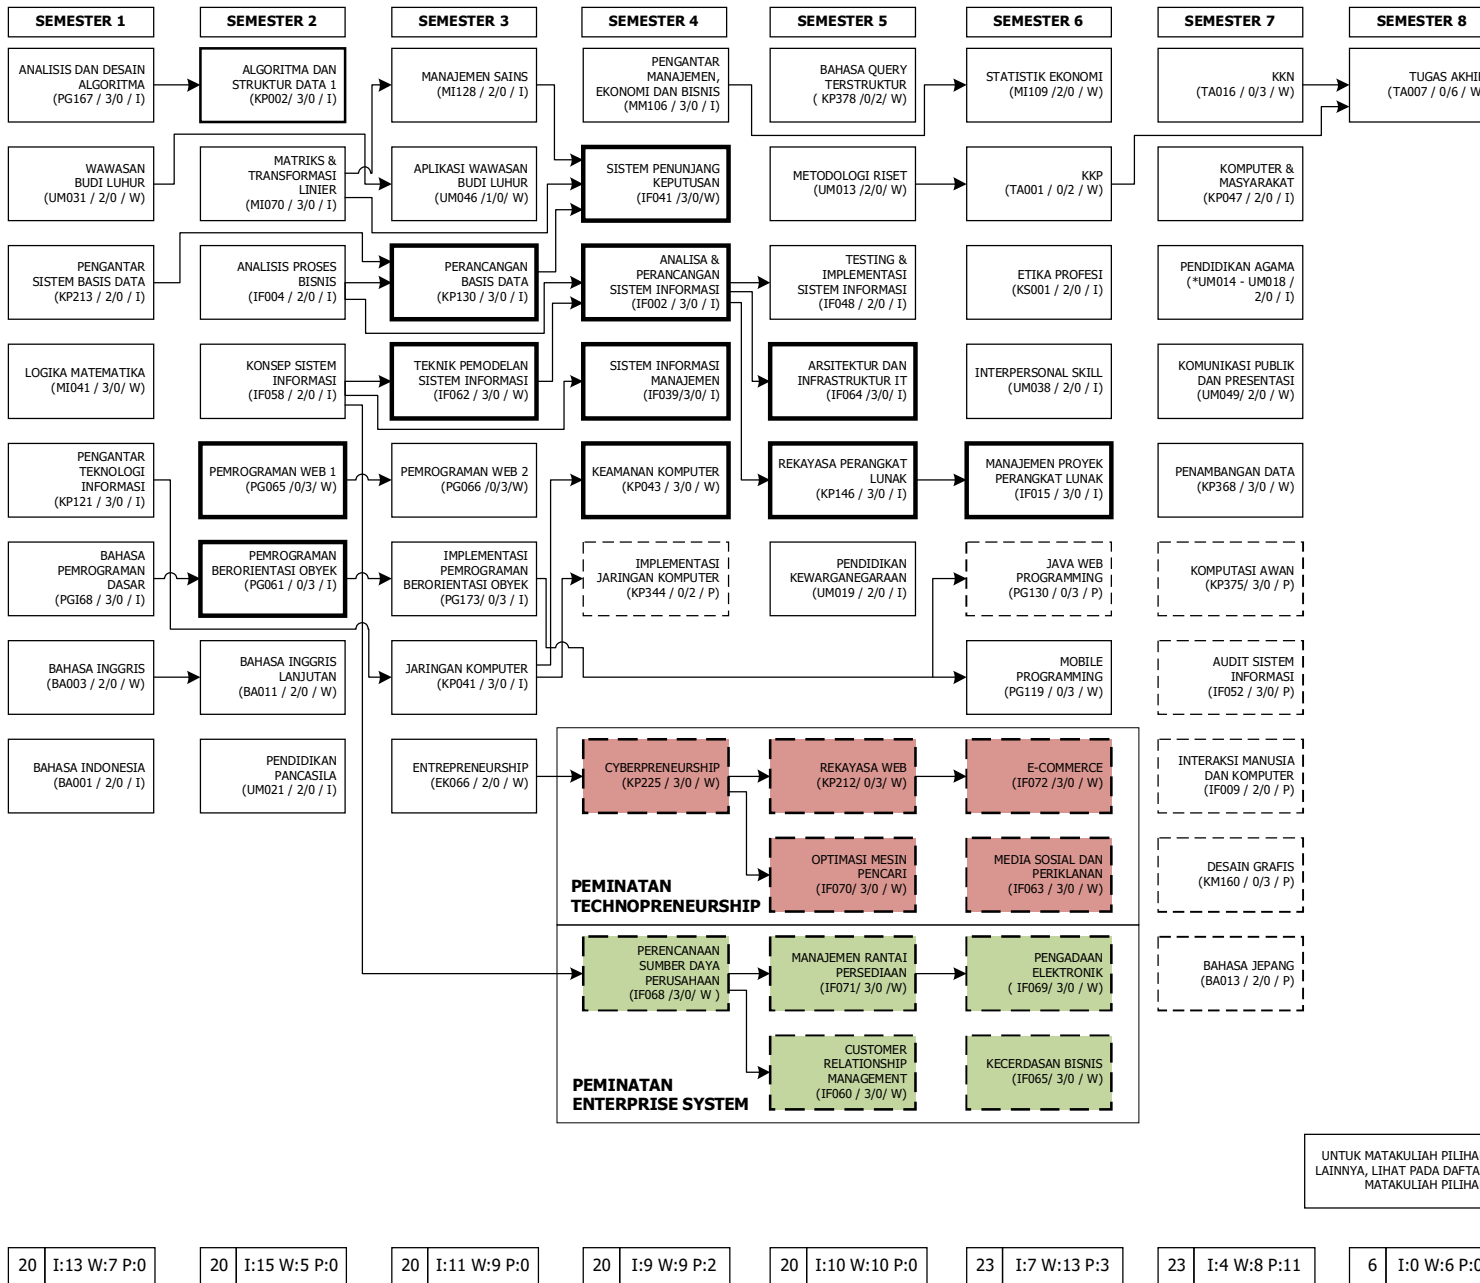 SEMESTER 1
SEMESTER 2
SEMESTER 3
SEMESTER 4
SEMESTER 5
SEMESTER 6
SEMESTER 7
SEMESTER 8
ANALISIS DAN DESAIN
ALGORITMA
(PG167 / 3/0 / I)
ALGORITMA DAN
STRUKTUR DATA 1
(KP002/ 3/0 / I)
MANAJEMEN SAINS
(MI128 / 2/0 / I)
PENGANTAR
MANAJEMEN,
EKONOMI DAN BISNIS
(MM106 / 3/0 / I)
BAHASA QUERY
TERSTRUKTUR
( KP378 /0/2/ W)
STATISTIK EKONOMI
(MI109 /2/0 / W)
KKN
(TA016 / 0/3 / W)
TUGAS AKHI
(TA007 / 0/6 / W
WAWASAN
BUDI LUHUR
(UM031 / 2/0 / W)
MATRIKS &
TRANSFORMASI
LINIER
(MI070 / 3/0 / I)
APLIKASI WAWASAN
BUDI LUHUR
(UM046 /1/0/ W)
SISTEM PENUNJANG
KEPUTUSAN
(IF041 /3/0/W)
METODOLOGI RISET
(UM013 /2/0/ W)
KKP
(TA001 / 0/2 / W)
KOMPUTER &
MASYARAKAT
(KP047 / 2/0 / I)
PENGANTAR
SISTEM BASIS DATA
(KP213 / 2/0 / I)
ANALISIS PROSES
BISNIS
(IF004 / 2/0 / I)
PERANCANGAN
BASIS DATA
(KP130 / 3/0 / I)
ANALISA &
PERANCANGAN
SISTEM INFORMASI
(IF002 / 3/0 / I)
TESTING &
IMPLEMENTASI
SISTEM INFORMASI
(IF048 / 2/0 / I)
ETIKA PROFESI
(KS001 / 2/0 / I)
PENDIDIKAN AGAMA
(*UM014 - UM018 /
2/0 / I)
LOGIKA MATEMATIKA
(MI041 / 3/0/ W)
KONSEP SISTEM
INFORMASI
(IF058 / 2/0 / I)
TEKNIK PEMODELAN
SISTEM INFORMASI
(IF062 / 3/0 / W)
SISTEM INFORMASI
MANAJEMEN
(IF039/3/0/ I)
ARSITEKTUR DAN
INFRASTRUKTUR IT
(IF064 /3/0/ I)
INTERPERSONAL SKILL
(UM038 / 2/0 / I)
KOMUNIKASI PUBLIK
DAN PRESENTASI
(UM049/ 2/0 / W)
PENGANTAR
TEKNOLOGI
INFORMASI
(KP121 / 3/0 / I)
PEMROGRAMAN WEB 1
(PG065 /0/3/ W)
PEMROGRAMAN WEB 2
(PG066 /0/3/W)
KEAMANAN KOMPUTER
(KP043 / 3/0 / W)
REKAYASA PERANGKAT
LUNAK
(KP146 / 3/0 / I)
MANAJEMEN PROYEK
PERANGKAT LUNAK
(IF015 / 3/0 / I)
PENAMBANGAN DATA
(KP368 / 3/0 / W)
BAHASA
PEMROGRAMAN
DASAR
(PGI68 / 3/0 / I)
PEMROGRAMAN
BERORIENTASI OBYEK
(PG061 / 0/3 / I)
IMPLEMENTASI
PEMROGRAMAN
BERORIENTASI OBYEK
(PG173/ 0/3 / I)
IMPLEMENTASI
JARINGAN KOMPUTER
(KP344 / 0/2 / P)
PENDIDIKAN
KEWARGANEGARAAN
(UM019 / 2/0 / I)
JAVA WEB
PROGRAMMING
(PG130 / 0/3 / P)
KOMPUTASI AWAN
(KP375/ 3/0 / P)
BAHASA INGGRIS
(BA003 / 2/0 / W)
BAHASA INGGRIS
LANJUTAN
(BA011 / 2/0 / W)
JARINGAN KOMPUTER
(KP041 / 3/0 / I)
MOBILE
PROGRAMMING
(PG119 / 0/3 / W)
AUDIT SISTEM
INFORMASI
(IF052 / 3/0/ P)
BAHASA INDONESIA
(BA001 / 2/0 / I)
PENDIDIKAN
PANCASILA
(UM021 / 2/0 / I)
ENTREPRENEURSHIP
(EK066 / 2/0 / W)
CYBERPRENEURSHIP
(KP225 / 3/0 / W)
REKAYASA WEB
(KP212/ 0/3/ W)
E-COMMERCE
(IF072 /3/0 / W)
INTERAKSI MANUSIA
DAN KOMPUTER
(IF009 / 2/0 / P)
OPTIMASI MESIN
PENCARI
(IF070/ 3/0 / W)
MEDIA SOSIAL DAN
PERIKLANAN
(IF063 / 3/0 / W)
DESAIN GRAFIS
(KM160 / 0/3 / P)
PEMINATAN
TECHNOPRENEURSHIP
PERENCANAAN
SUMBER DAYA
PERUSAHAAN
(IF068 /3/0/ W )
MANAJEMEN RANTAI
PERSEDIAAN
(IF071/ 3/0 /W)
PENGADAAN
ELEKTRONIK
( IF069/ 3/0 / W)
BAHASA JEPANG
(BA013 / 2/0 / P)
CUSTOMER
RELATIONSHIP
MANAGEMENT
(IF060 / 3/0/ W)
KECERDASAN BISNIS
(IF065/ 3/0 / W)
PEMINATAN
ENTERPRISE SYSTEM
UNTUK MATAKULIAH PILIHA
LAINNYA, LIHAT PADA DAFTA
MATAKULIAH PILIHA
20 I:13 W:7 P:0
20 I:15 W:5 P:0
20 I:11 W:9 P:0
20 I:9 W:9 P:2
20 I:10 W:10 P:0
23 I:7 W:13 P:3
23 I:4 W:8 P:11
6 I:0 W:6 P:0